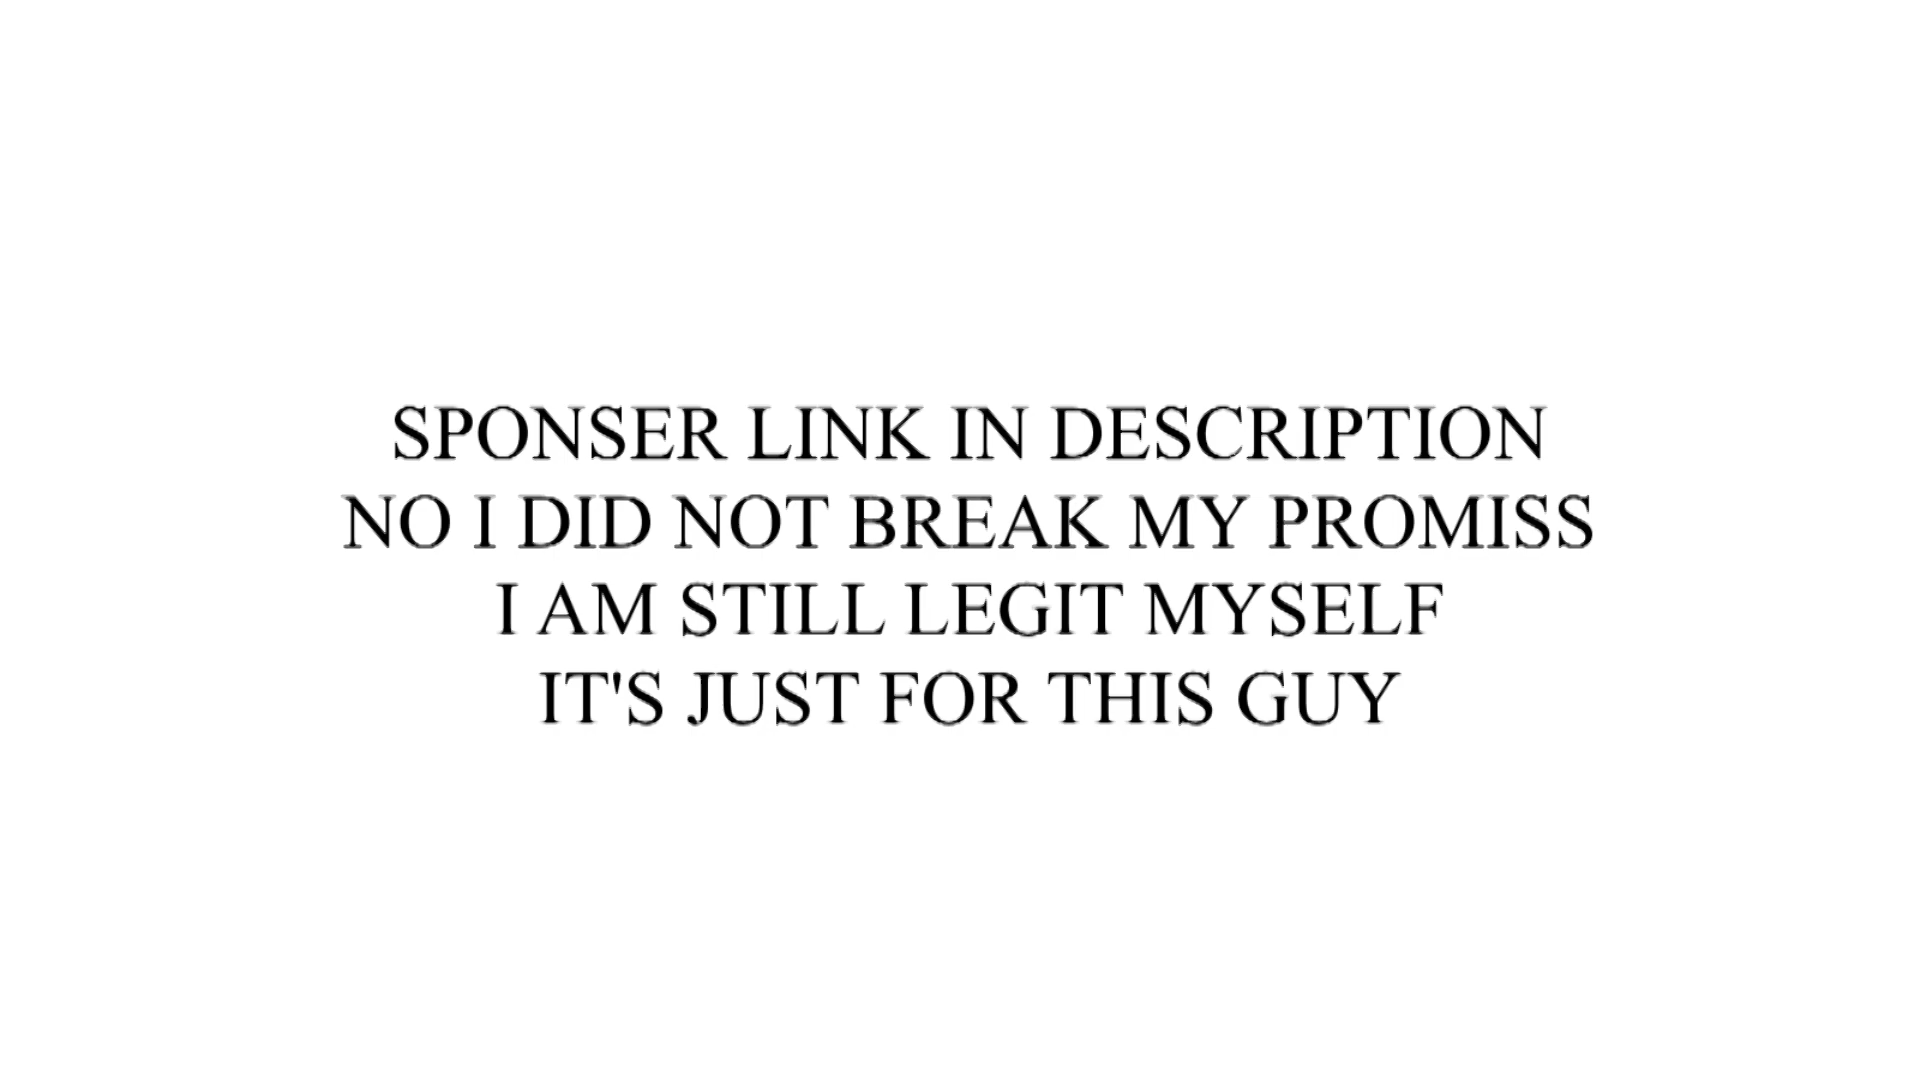 SPONSER LINK IN DESCRIPTION
NO I DID NOT BREAK MY PROMISS
I AM STILL LEGIT MYSELF
IT'S JUST FOR THIS GUY